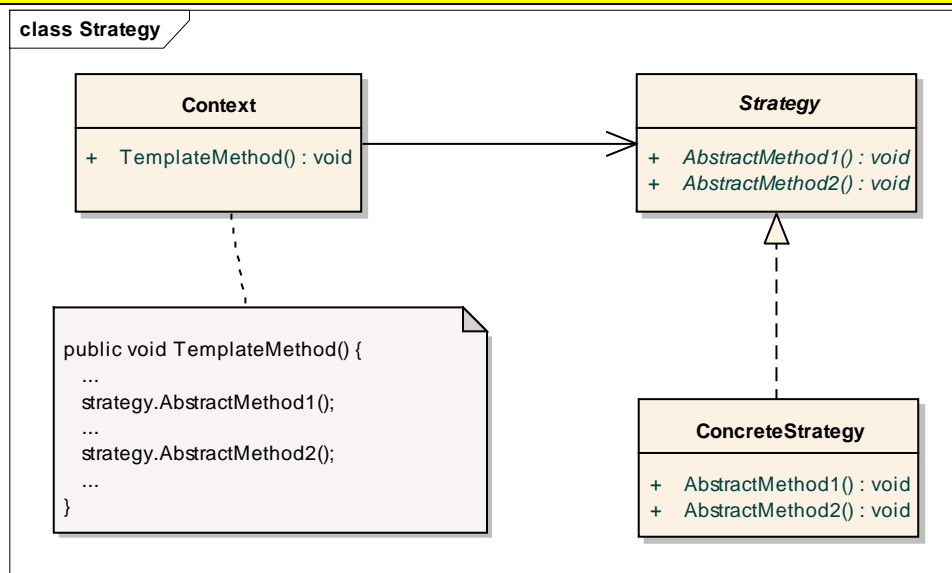 class Strategy
Context
+ TemplateMethod() : void
Strategy
+ AbstractMethod1() : void
+ AbstractMethod2() : void
public void TemplateMethod() {
...
strategy.AbstractMethod1();
...
strategy.AbstractMethod2();
...
}
ConcreteStrategy
+ AbstractMethod1() : void
+ AbstractMethod2() : void